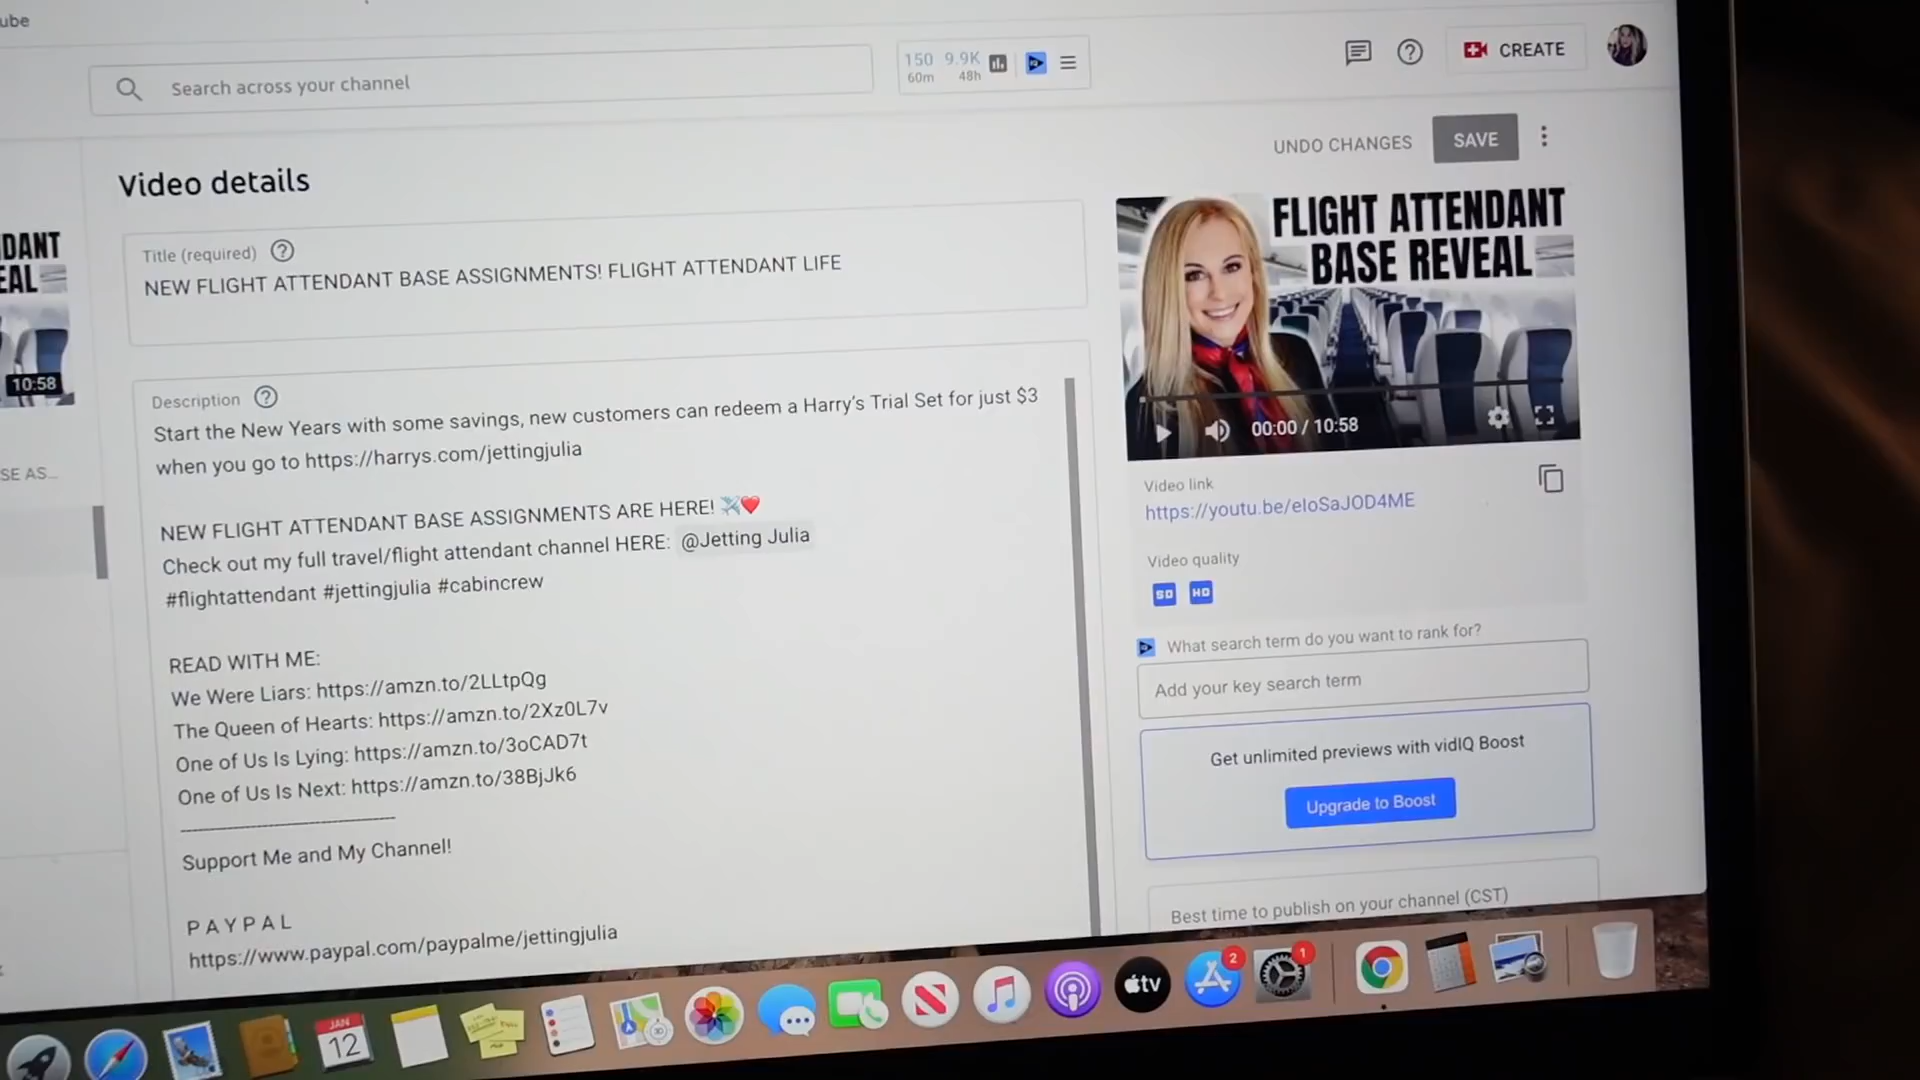 ube
Search across your channel
150 9.9K
60m 48h
CREATE
Video details
UNDO CHANGES
SAVE
Title (required)
NEW FLIGHT ATTENDANT BASE ASSIGNMENTS! FLIGHT ATTENDANT LIFE
FLIGHT ATTENDANT
BASE REVEAL
00:00 / 10:58
DANT
EAL
10:58
SE AS...
Description
Start the New Years with some savings, new customers can redeem a Harry's Trial Set for just $3
when you go to https://harrys.com/jettingjulia
NEW FLIGHT ATTENDANT BASE ASSIGNMENTS ARE HERE! ✈️❤️
Check out my full travel/flight attendant channel HERE: @Jetting Julia
#flightattendant #jettingjulia #cabincrew
READ WITH ME:
We Were Liars: https://amzn.to/2LLtpQg
The Queen of Hearts: https://amzn.to/2Xz0L7v
One of Us Is Lying: https://amzn.to/3oCAD7t
One of Us Is Next: https://amzn.to/38BjJk6
Support Me and My Channel!
P A Y P A L
https://www.paypal.com/paypalme/jettingjulia
Video link
https://youtu.be/eIoSaJOD4ME
Video quality
SD HD
What search term do you want to rank for?
Add your key search term
Get unlimited previews with vidIQ Boost
Upgrade to Boost
Best time to publish on your channel (CST)
JAN
12
tv
2
1